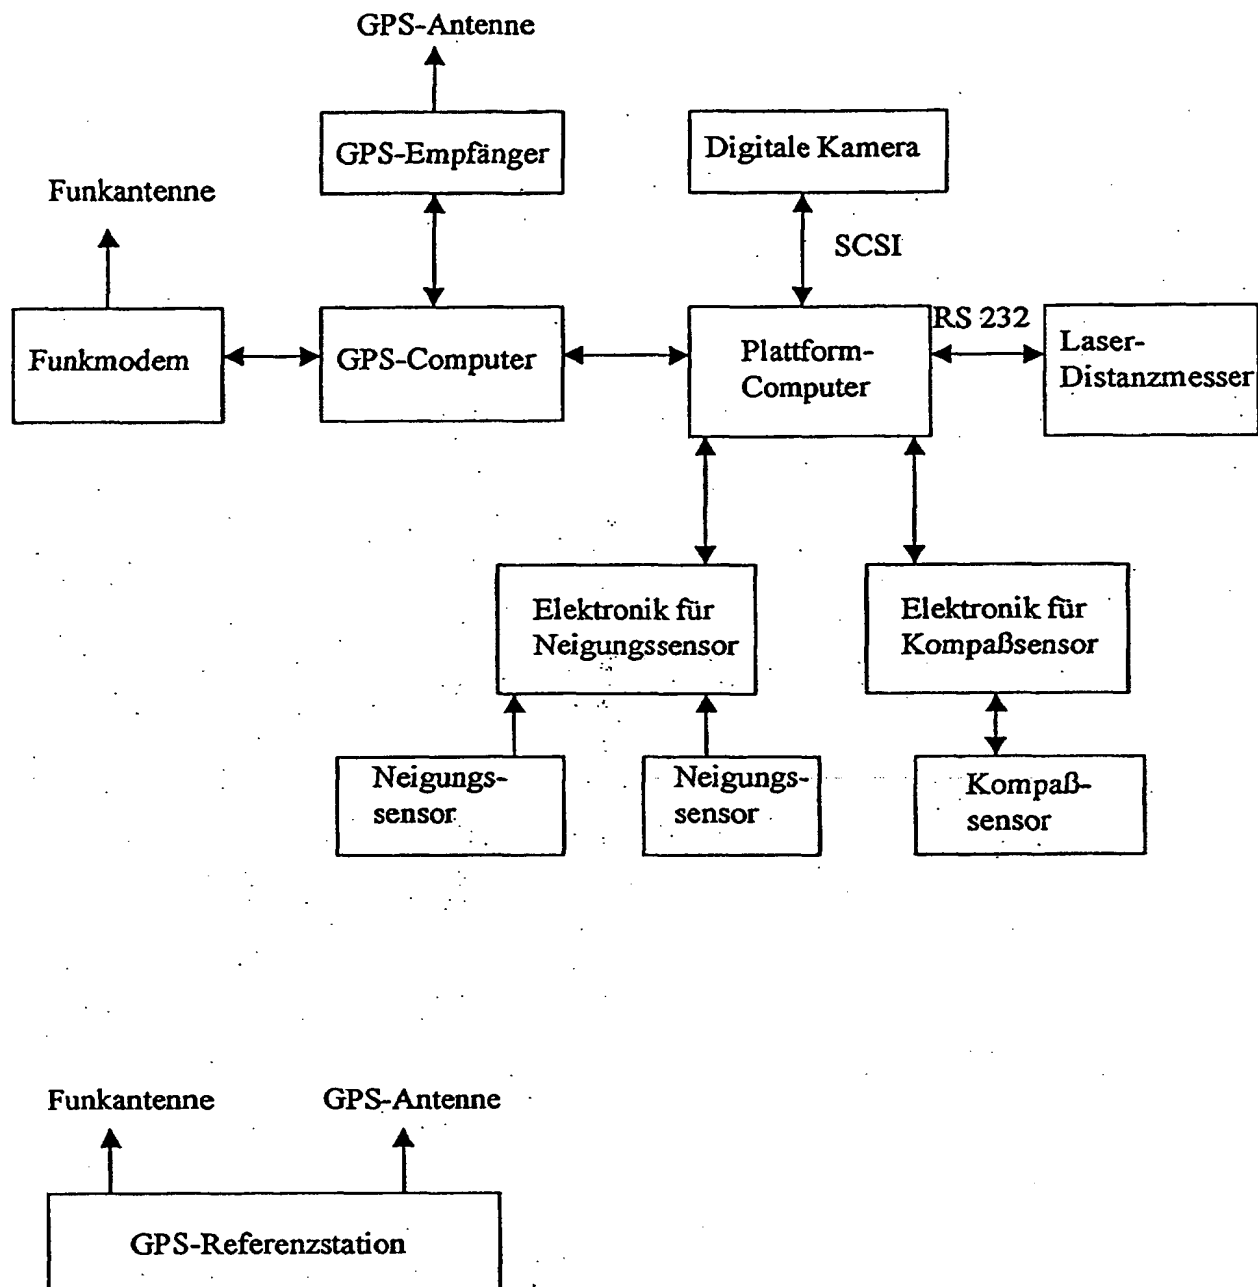 GPS-Antenne
GPS-Empfänger
Digitale Kamera
Funkantenne
SCSI
RS 232
Funkmodem
GPS-Computer
Plattform-
Computer
Laser-
Distanzmesser
Elektronik für
Neigungssensor
Elektronik für
Kompaßsensor
Neigungs-
sensor
Neigungs-
sensor
Kompaß-
sensor
Funkantenne
GPS-Antenne
GPS-Referenzstation